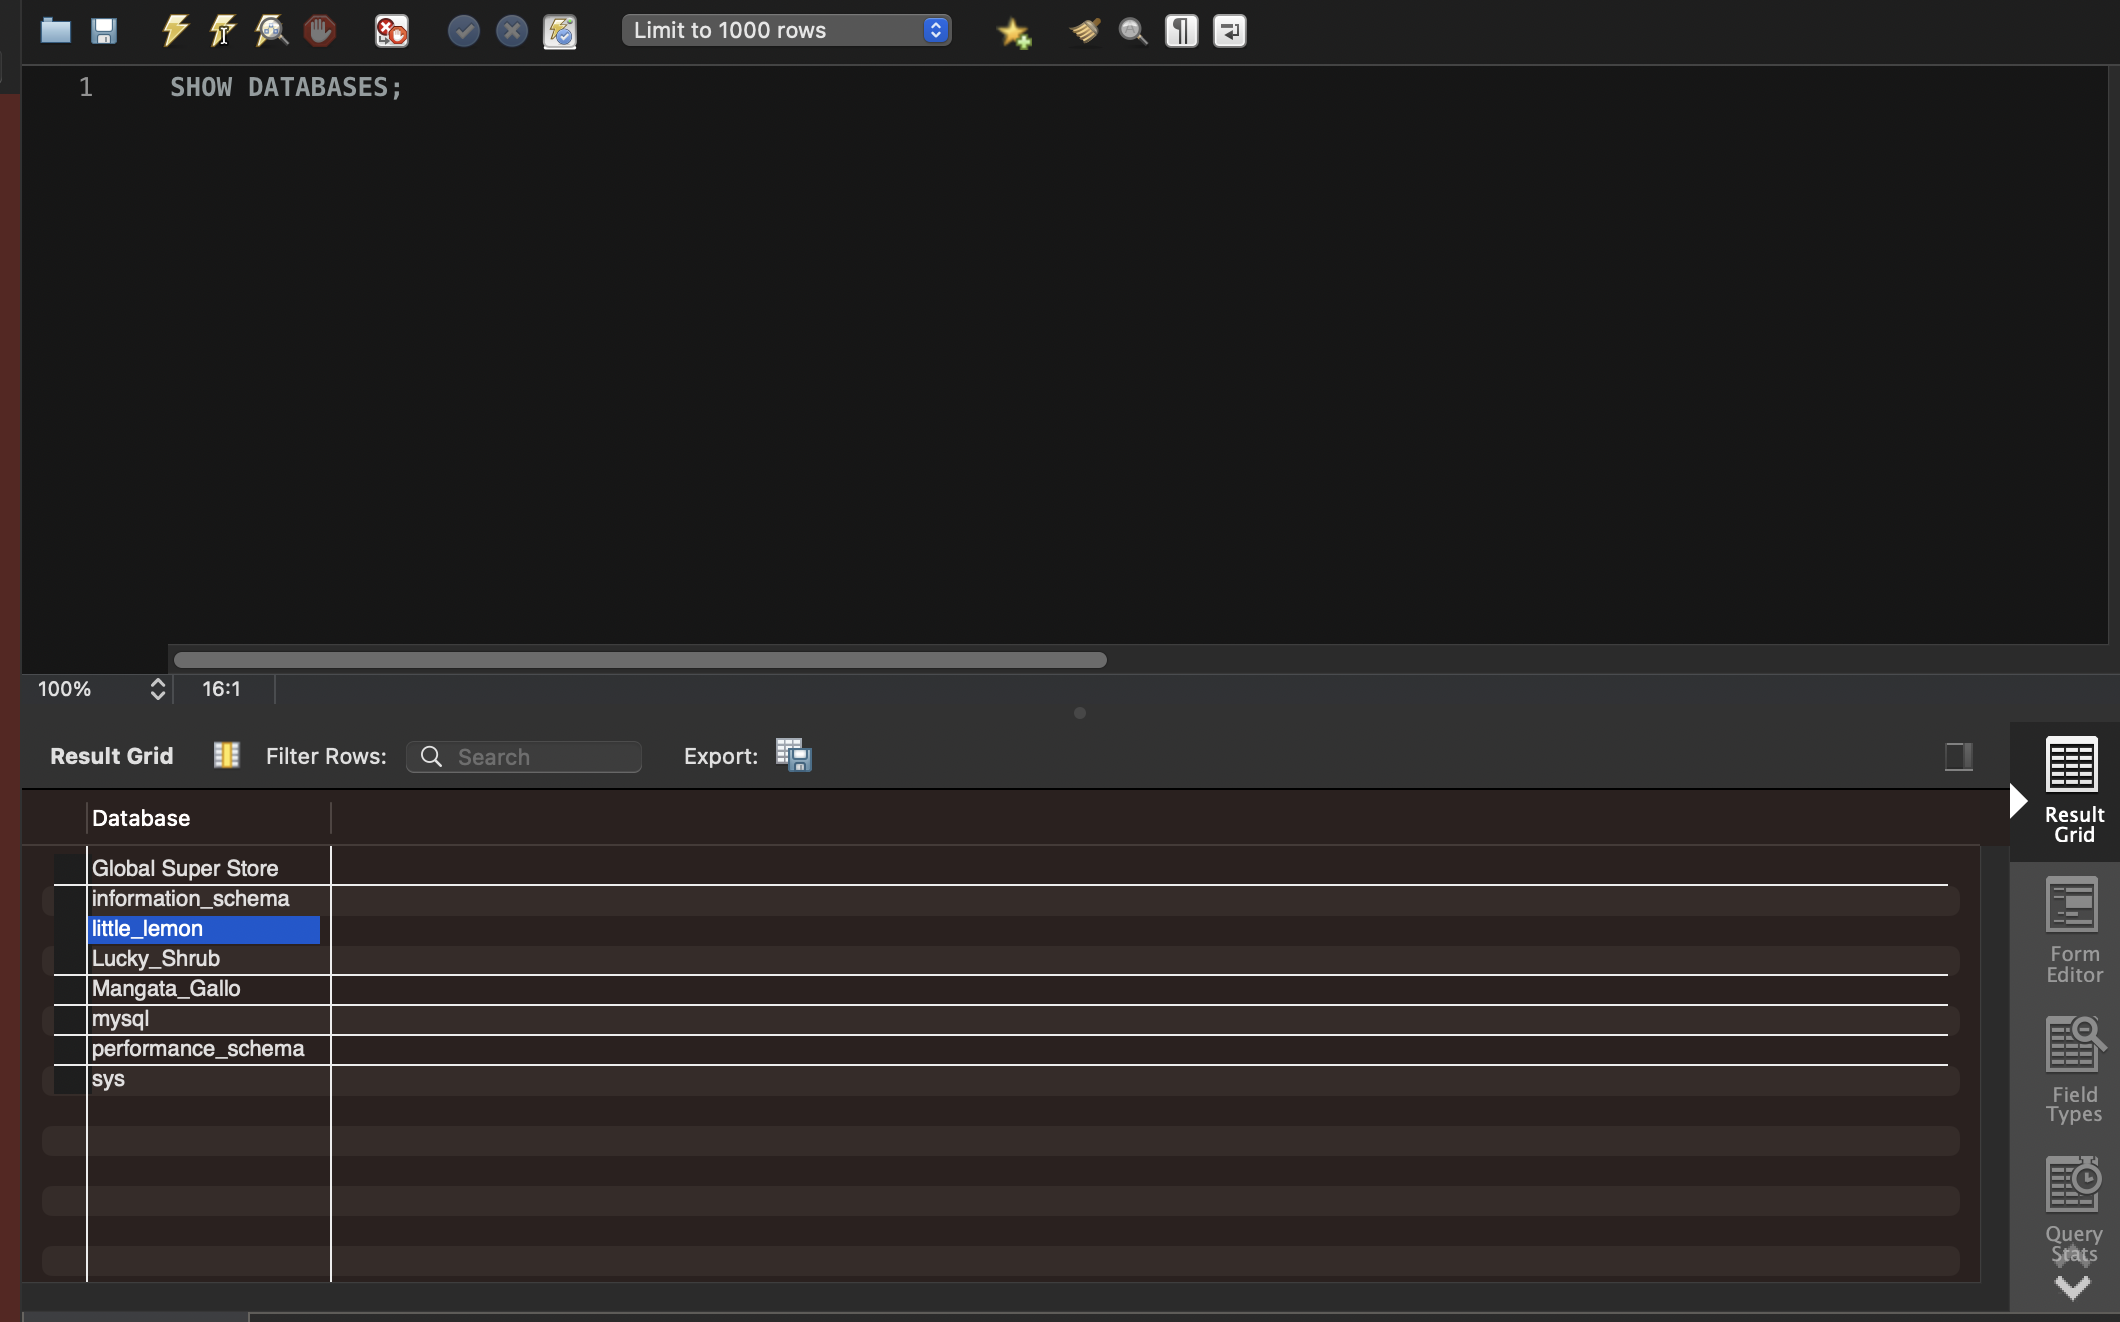 Limit to 1000 rows
1 SHOW DATABASES;
100% 16:1
Result Grid Filter Rows: Search Export:
Database
Global Super Store
information_schema
little_lemon
Lucky_Shrub
Mangata_Gallo
mysql
performance_schema
sys
Result
Grid
Form
Editor
Field
Types
Query
Stats